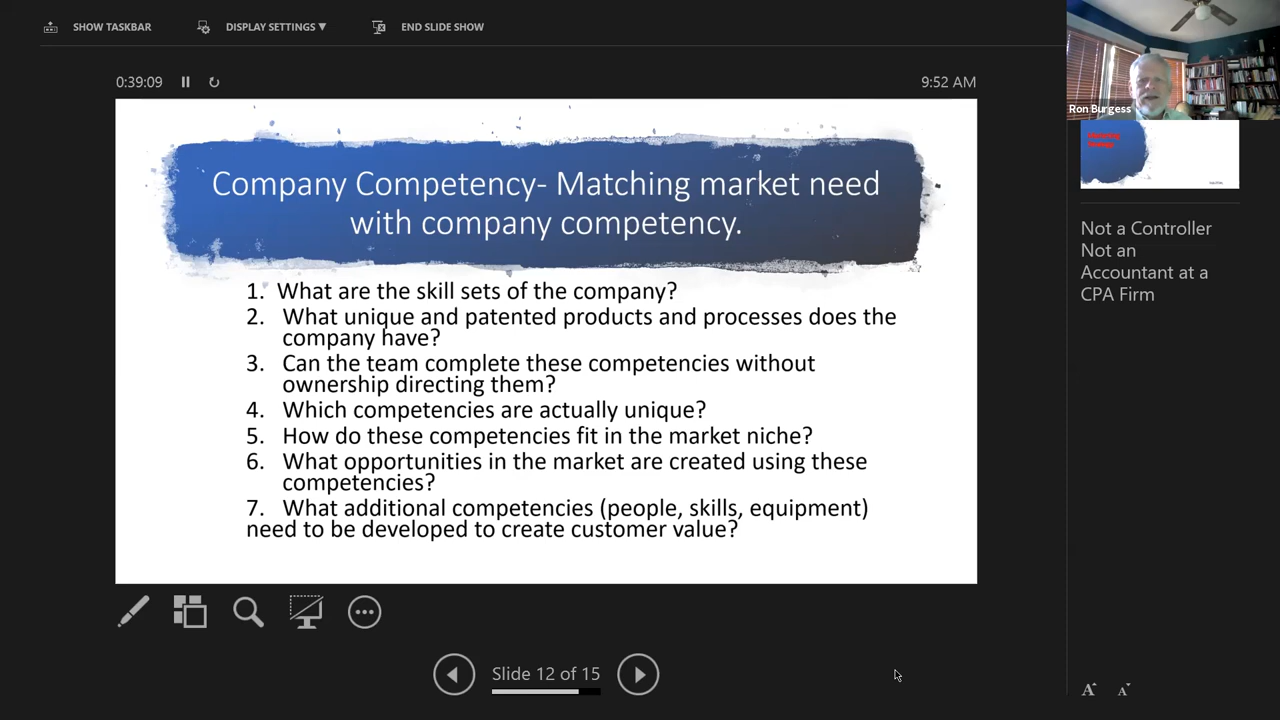 SHOW TASKBAR
DISPLAY SETTINGS ▼
END SLIDE SHOW
0:39:09
9:52 AM
Ron Burgess
Company Competency- Matching market need
with company competency.
1. What are the skill sets of the company?
2. What unique and patented products and processes does the
company have?
3. Can the team complete these competencies without
ownership directing them?
4. Which competencies are actually unique?
5. How do these competencies fit in the market niche?
6. What opportunities in the market are created using these
competencies?
7. What additional competencies (people, skills, equipment)
need to be developed to create customer value?
Marketing
Strategy
Not a Controller
Not an
Accountant at a
CPA Firm
Slide 12 of 15
A A